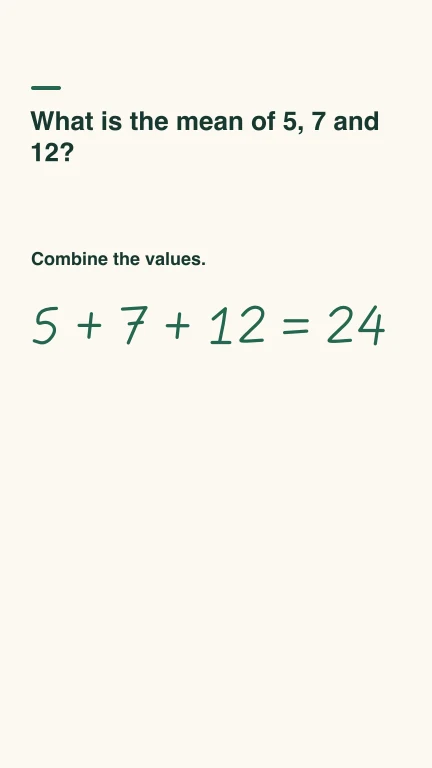 What is the mean of 5, 7 and
12?
Combine the values.
5 + 7 + 12 = 24